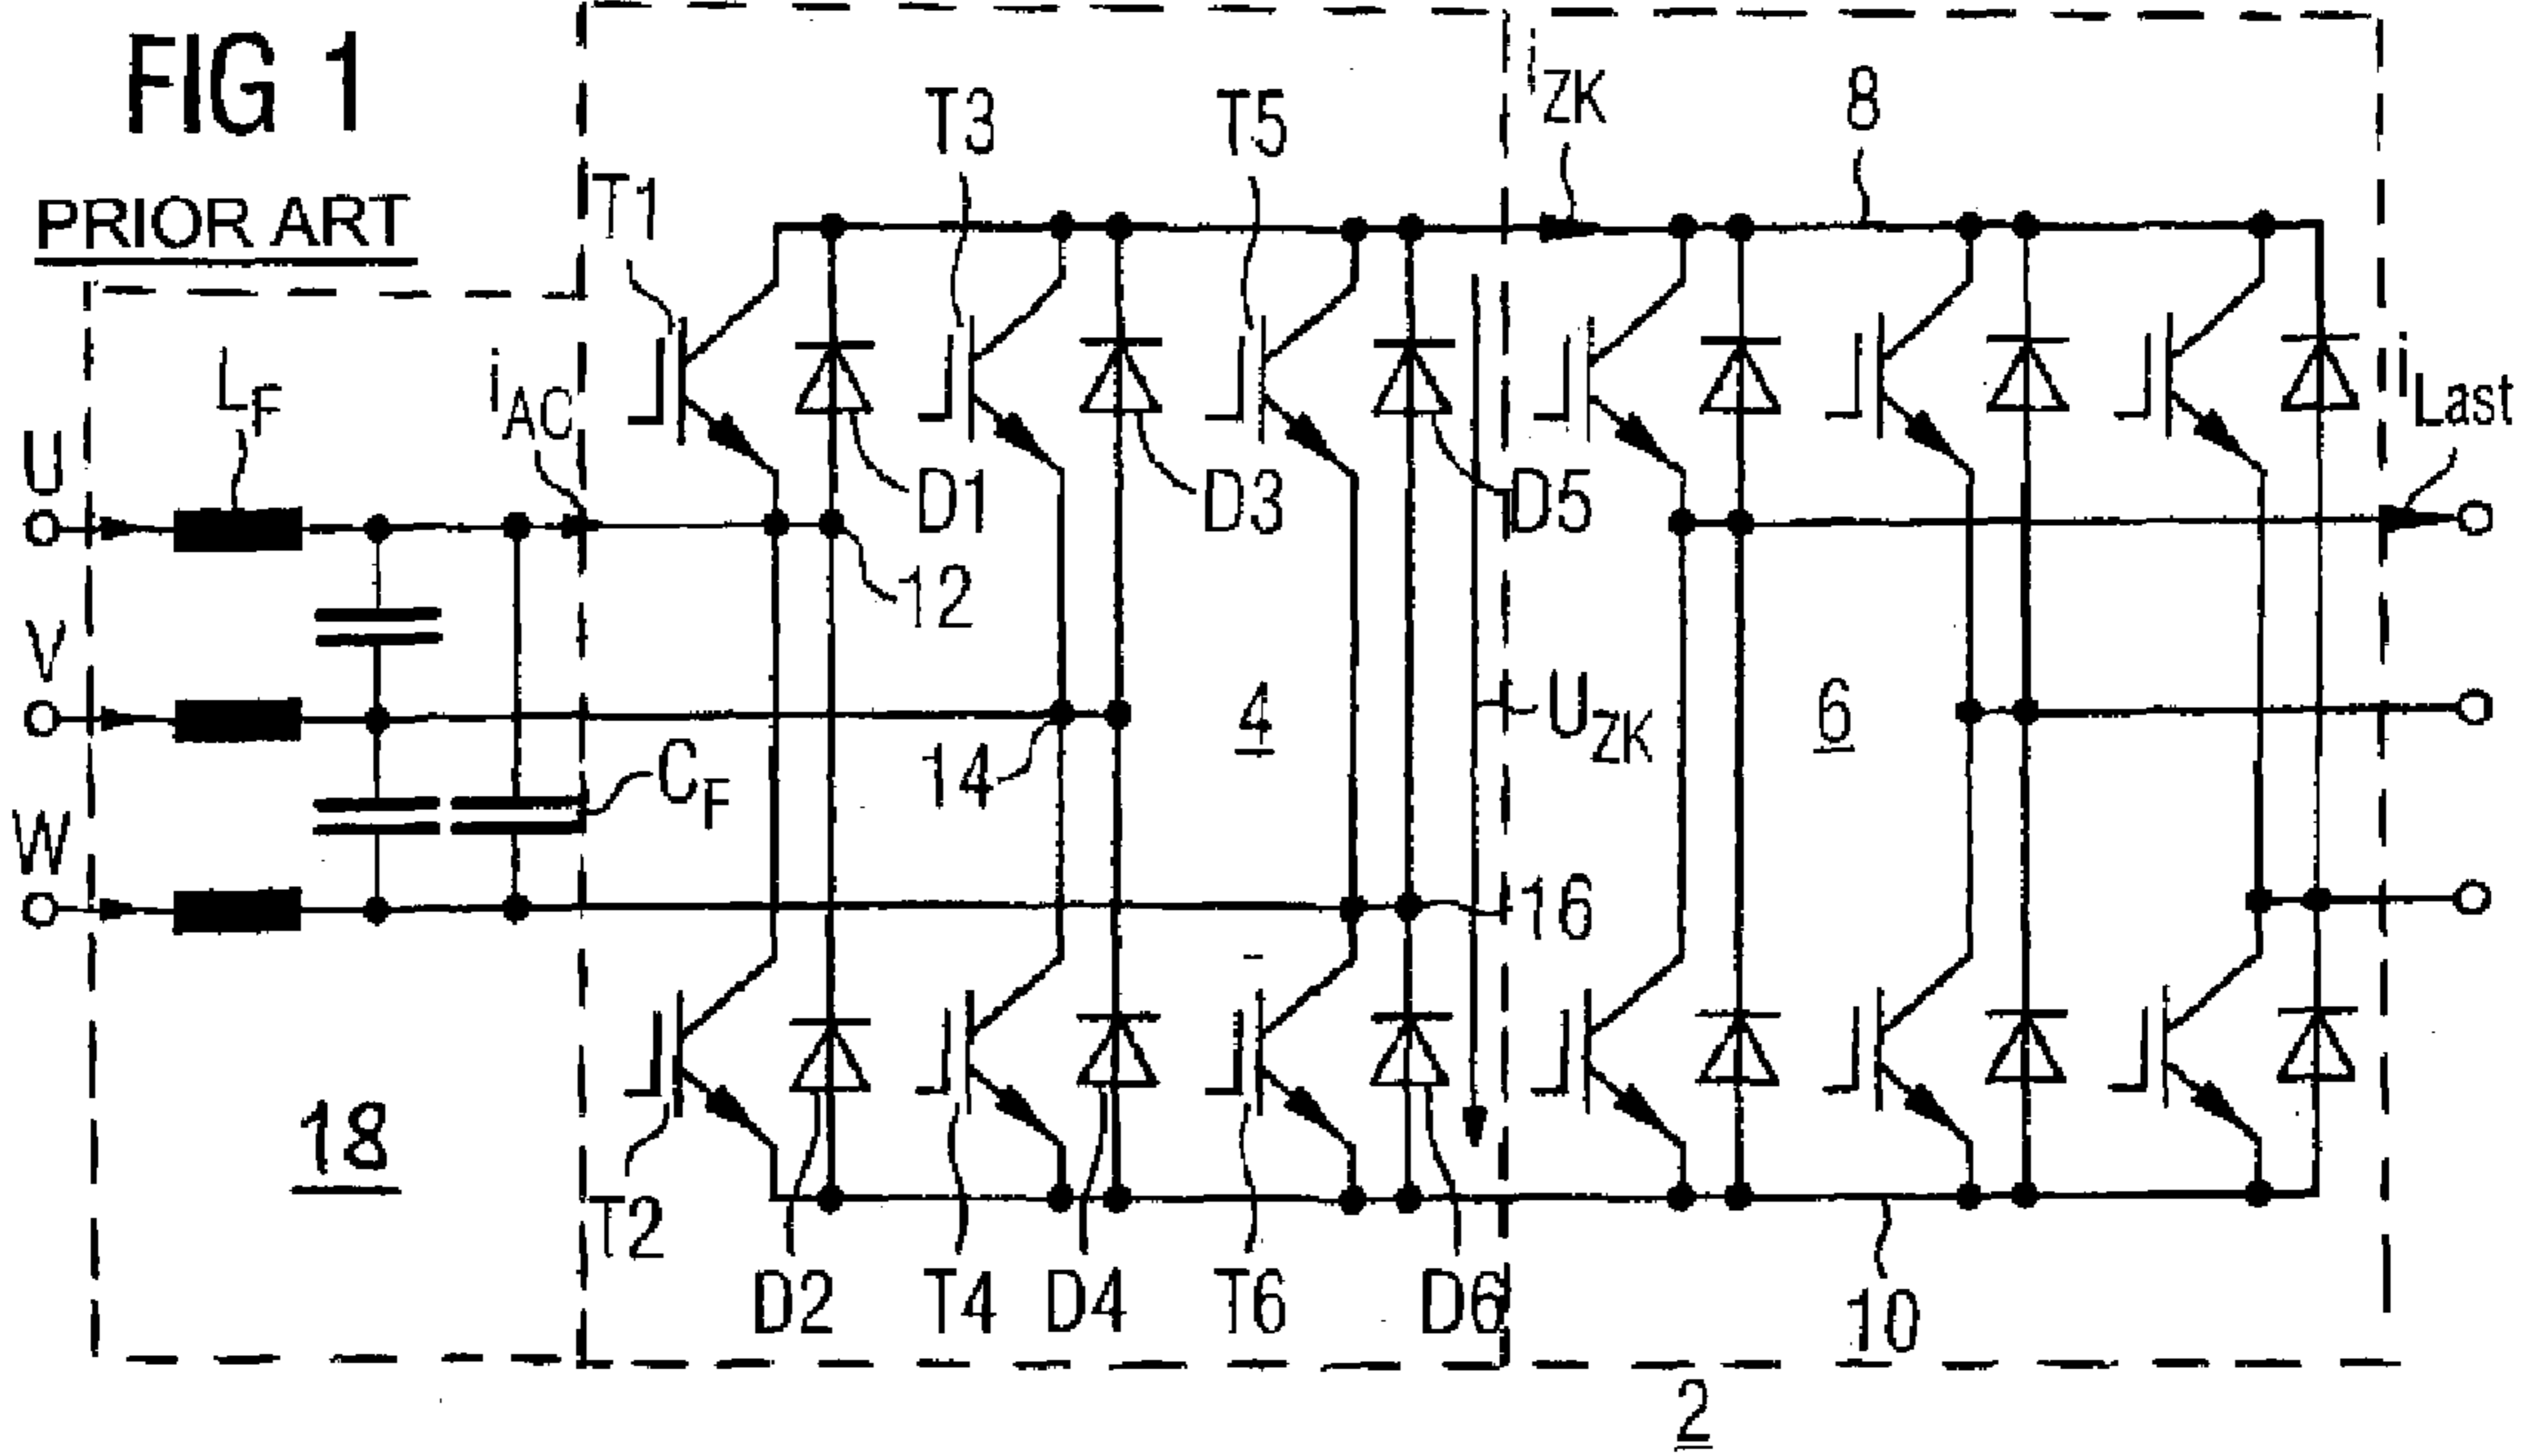 FIG 1
PRIOR ART
T1
T3
T5
iZK
8
LF
iAC
iLast
U
D1
D3
D5
12
V
14
4
UZK
6
CF
W
16
18
T2
D2
T4
D4
T6
D6
10
2